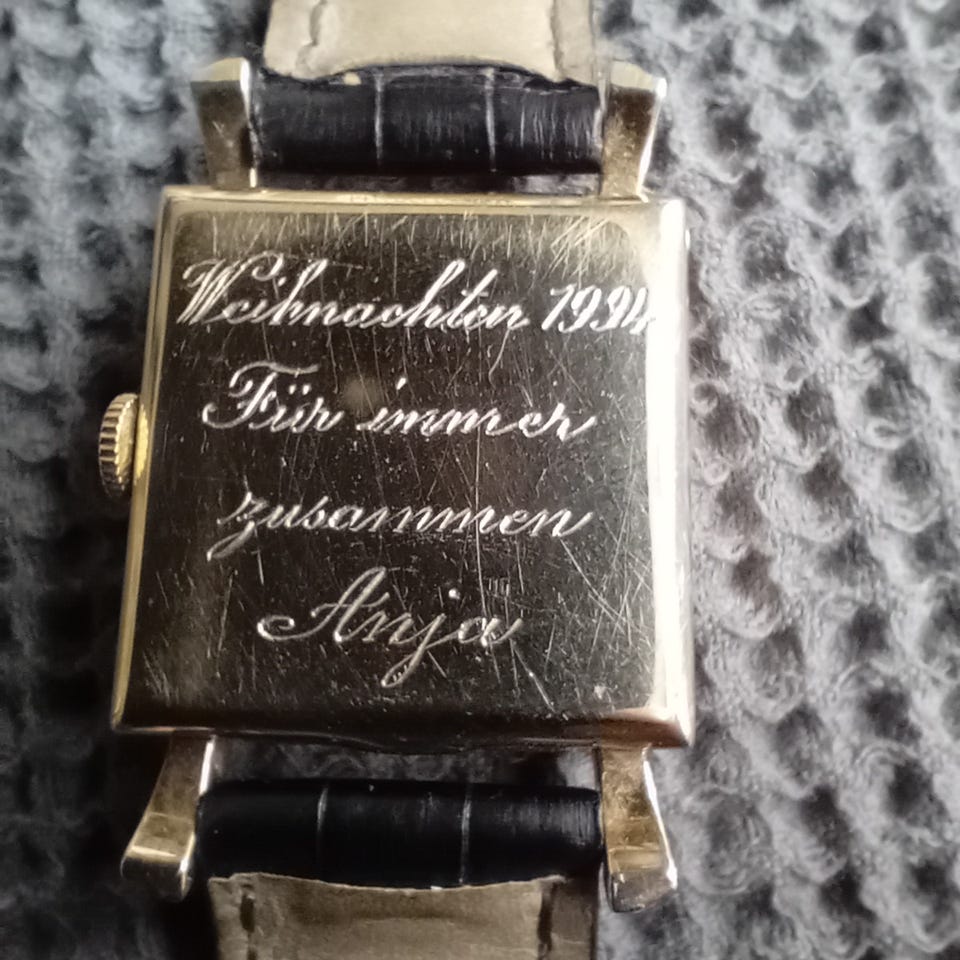 Weihnachten 1994
Für immer
zusammen
Anja